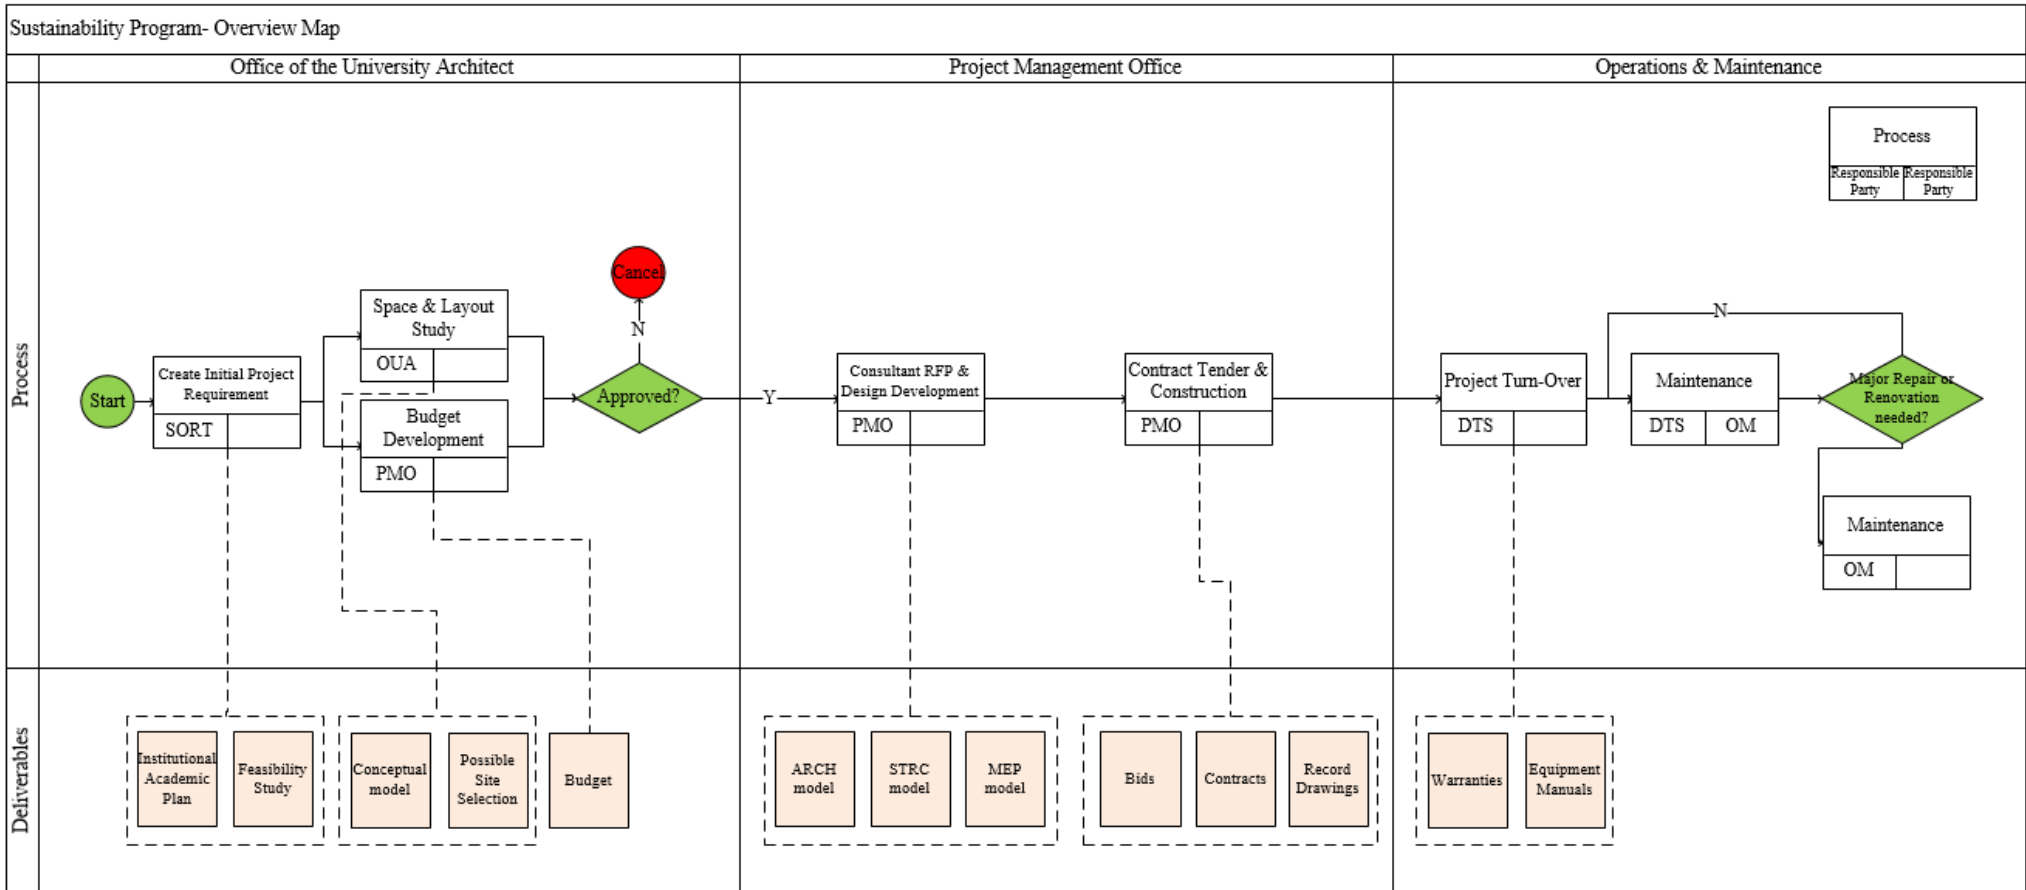 Sustainability Program- Overview Map
Office of the University Architect
Project Management Office
Operations & Maintenance
Process
Process
Responsible
Party
Responsible
Party
Start
Create Initial Project
Requirement
SORT
Space & Layout
Study
OUA
Budget
Development
PMO
Cancel
N
Approved?
Y
Consultant RFP &
Design Development
PMO
Contract Tender &
Construction
PMO
Project Turn-Over
DTS
N
Maintenance
DTS
OM
Major Repair or
Renovation
needed?
Maintenance
OM
Deliverables
Institutional
Academic
Plan
Feasibility
Study
Conceptual
model
Possible
Site
Selection
Budget
ARCH
model
STRC
model
MEP
model
Bids
Contracts
Record
Drawings
Warranties
Equipment
Manuals